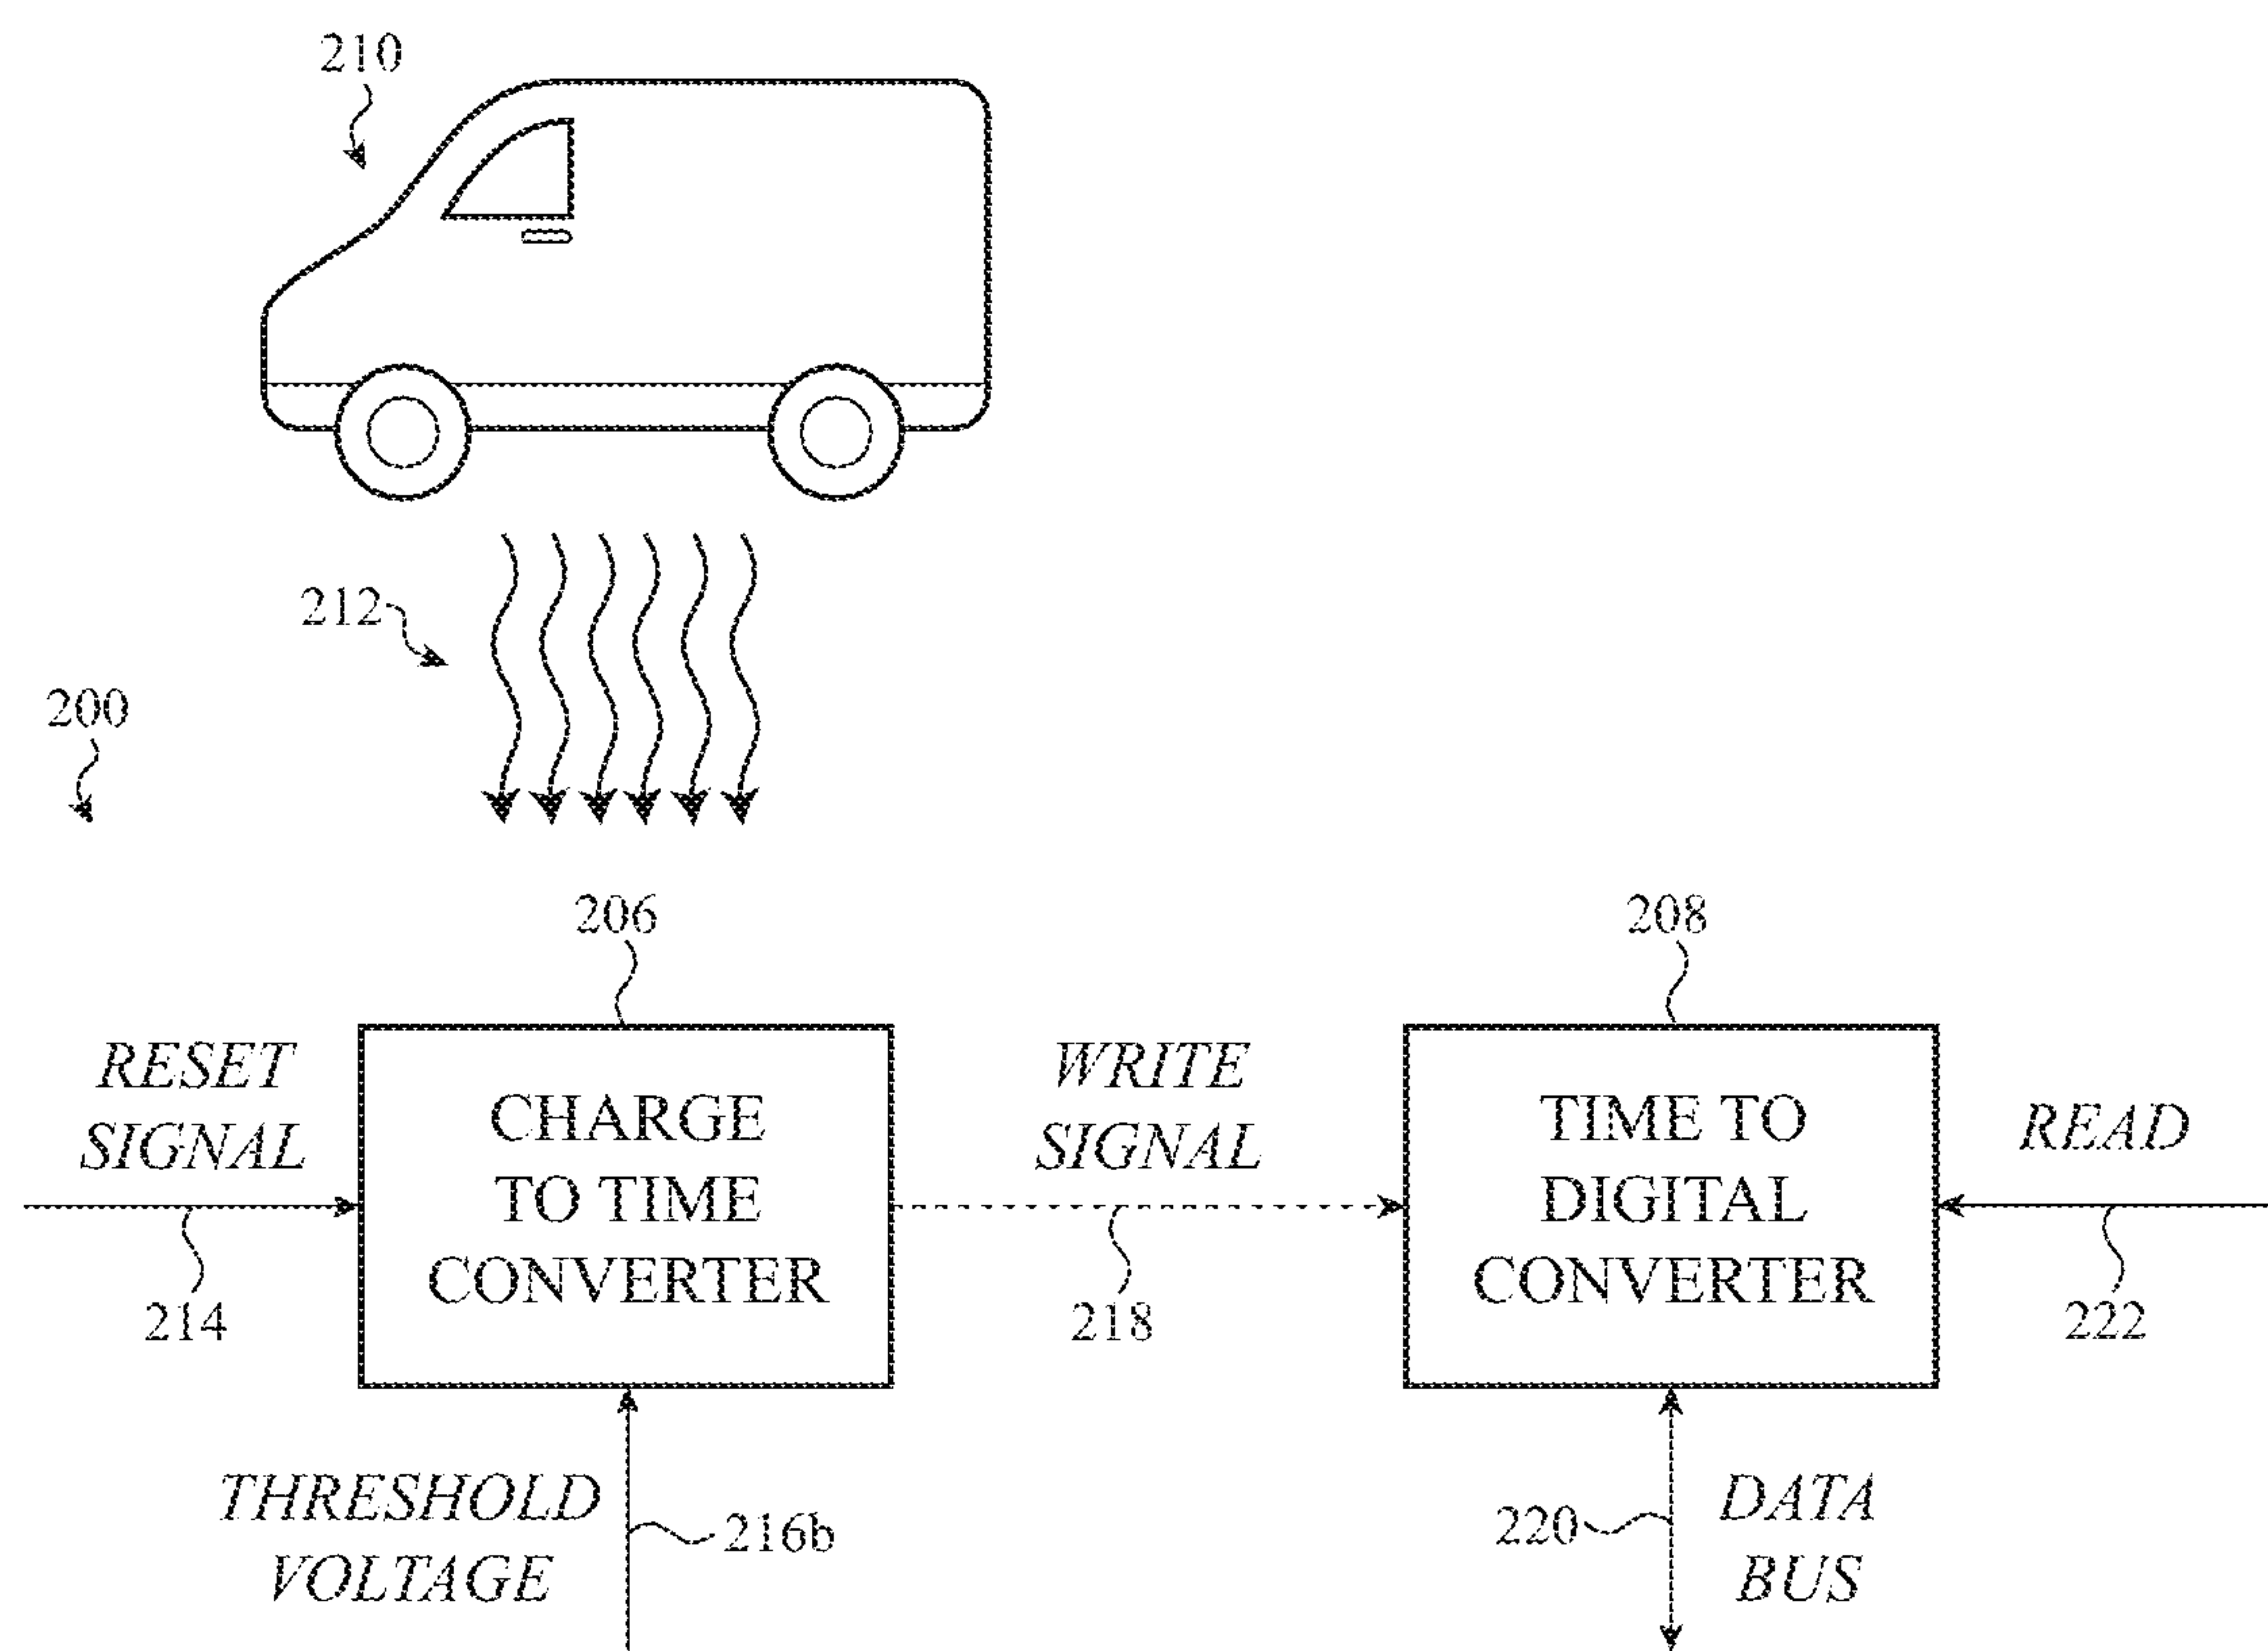 210
212
200
206
208
RESET
SIGNAL
CHARGE
TO TIME
CONVERTER
WRITE
SIGNAL
TIME TO
DIGITAL
CONVERTER
READ
214
218
222
THRESHOLD
VOLTAGE
216b
220
DATA
BUS